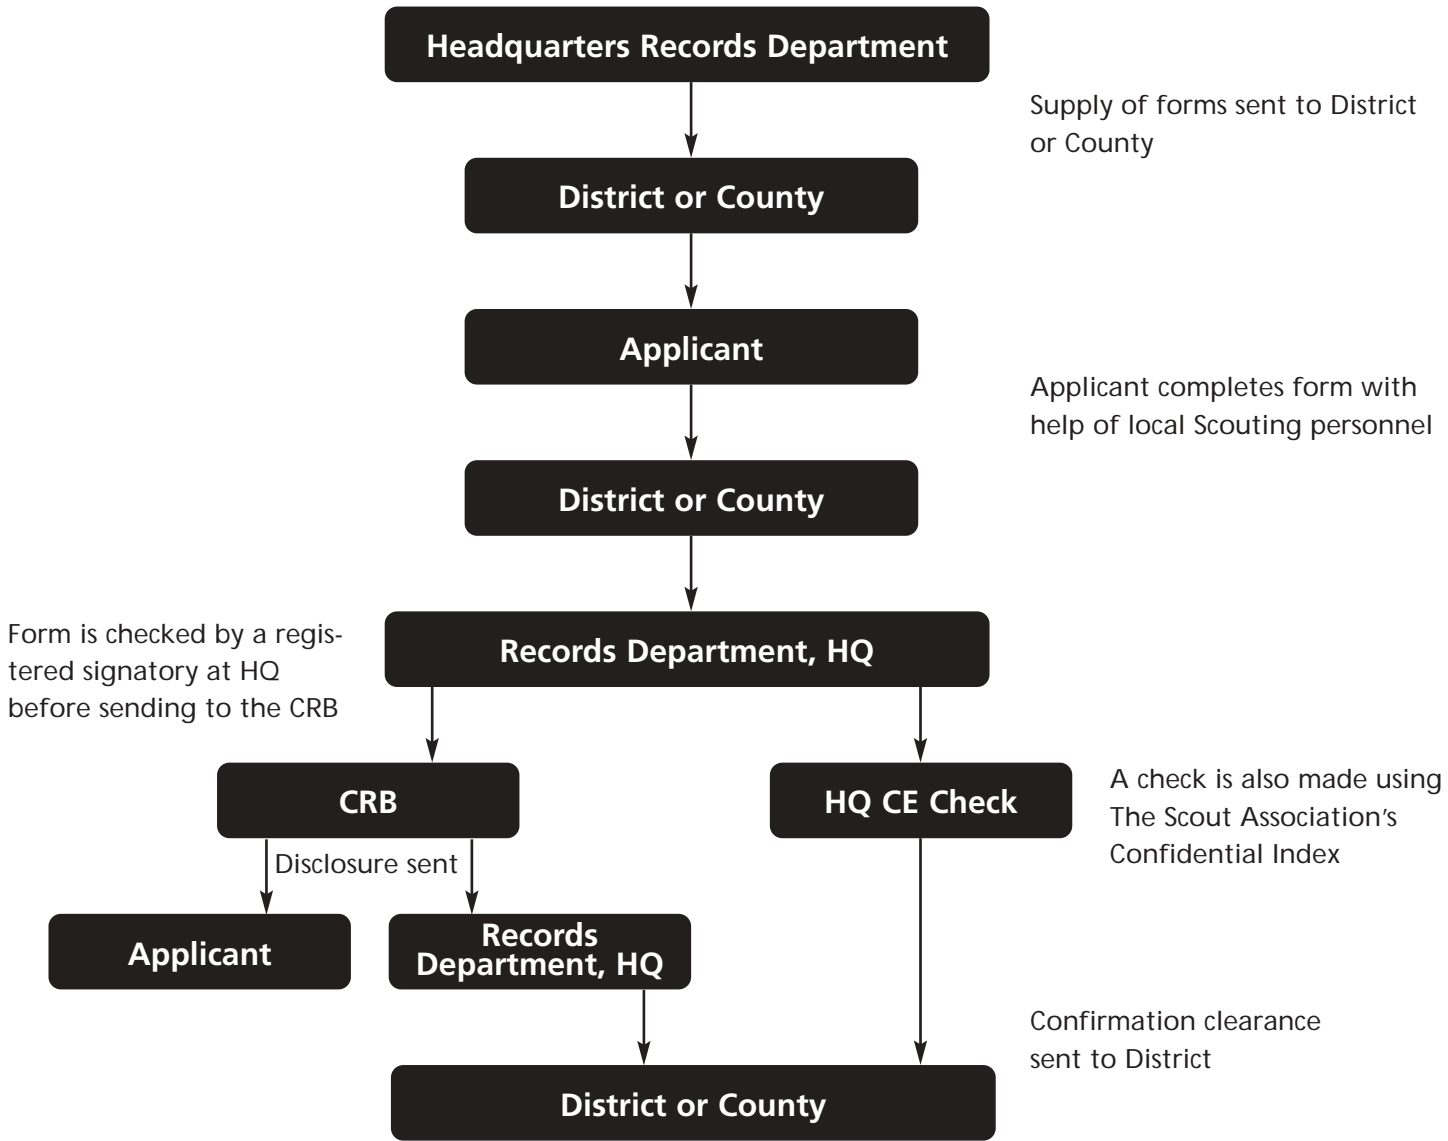 Headquarters Records Department
Supply of forms sent to District
or County
District or County
Applicant
Applicant completes form with
help of local Scouting personnel
District or County
Form is checked by a regis-
tered signatory at HQ
before sending to the CRB
Records Department, HQ
CRB
HQ CE Check
A check is also made using
The Scout Association's
Confidential Index
Disclosure sent
Applicant
Records
Department, HQ
Confirmation clearance
sent to District
District or County